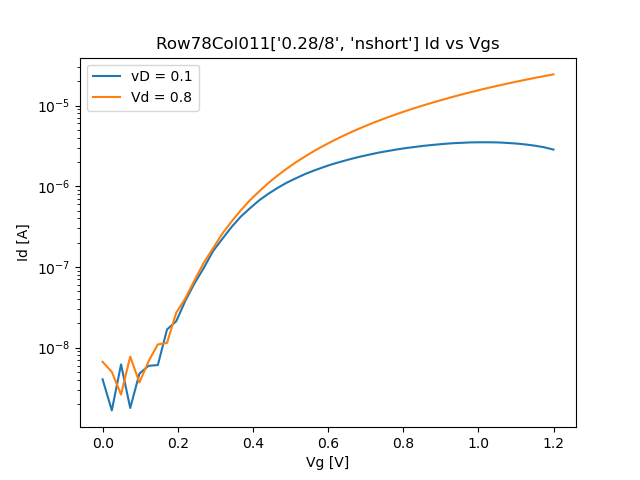 Row78Col011['0.28/8', 'nshort'] Id vs Vgs
vD = 0.1
Vd = 0.8
Id [A]
10⁻⁵
10⁻⁶
10⁻⁷
10⁻⁸
0.0 0.2 0.4 0.6 0.8 1.0 1.2
Vg [V]